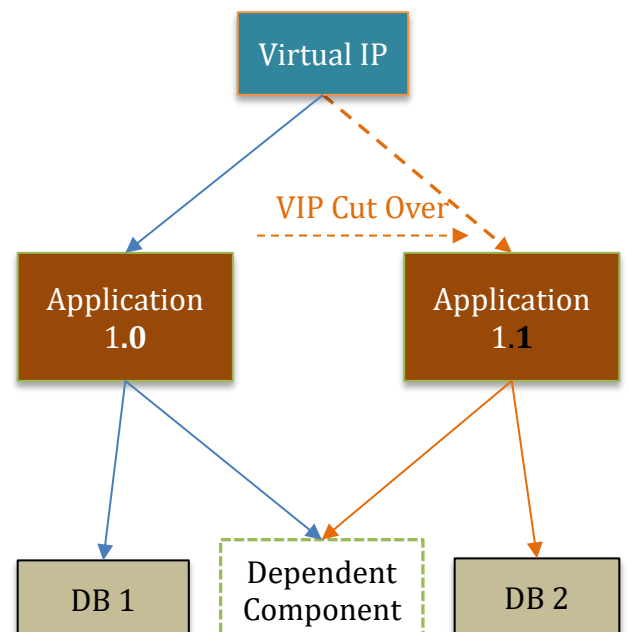 Virtual IP
VIP Cut Over
Application
1.0
Application
1.1
DB 1
Dependent
Component
DB 2